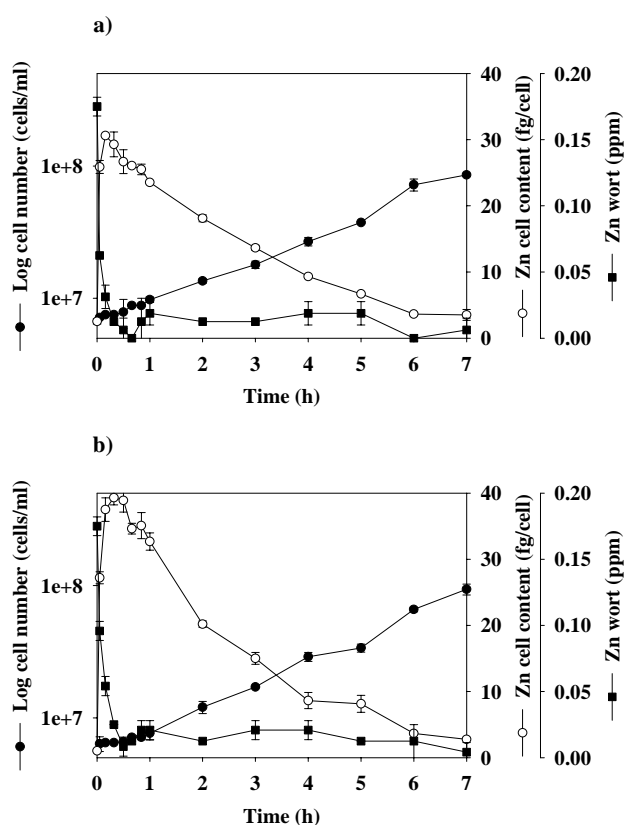 a)
Log cell number (cells/ml)
1e+8
1e+7
40
30
20
10
0
Zn cell content (fg/cell)
0.20
0.15
0.10
0.05
0.00
Zn wort (ppm)
0 1 2 3 4 5 6 7
Time (h)
b)
Log cell number (cells/ml)
1e+8
1e+7
40
30
20
10
0
Zn cell content (fg/cell)
0.20
0.15
0.10
0.05
0.00
Zn wort (ppm)
0 1 2 3 4 5 6 7
Time (h)